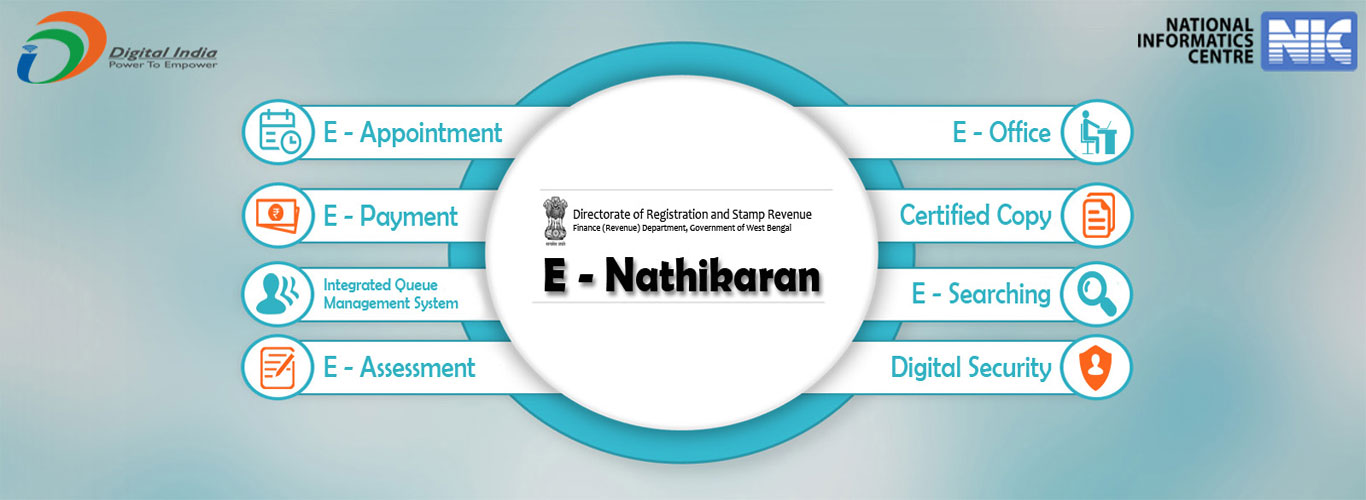 Digital India
Power To Empower
NATIONAL
INFORMATICS
CENTRE
NIC
E - Appointment
E - Payment
Integrated Queue
Management System
E - Assessment
Directorate of Registration and Stamp Revenue
Finance (Revenue) Department, Government of West Bengal
E - Nathikaran
E - Office
Certified Copy
E - Searching
Digital Security